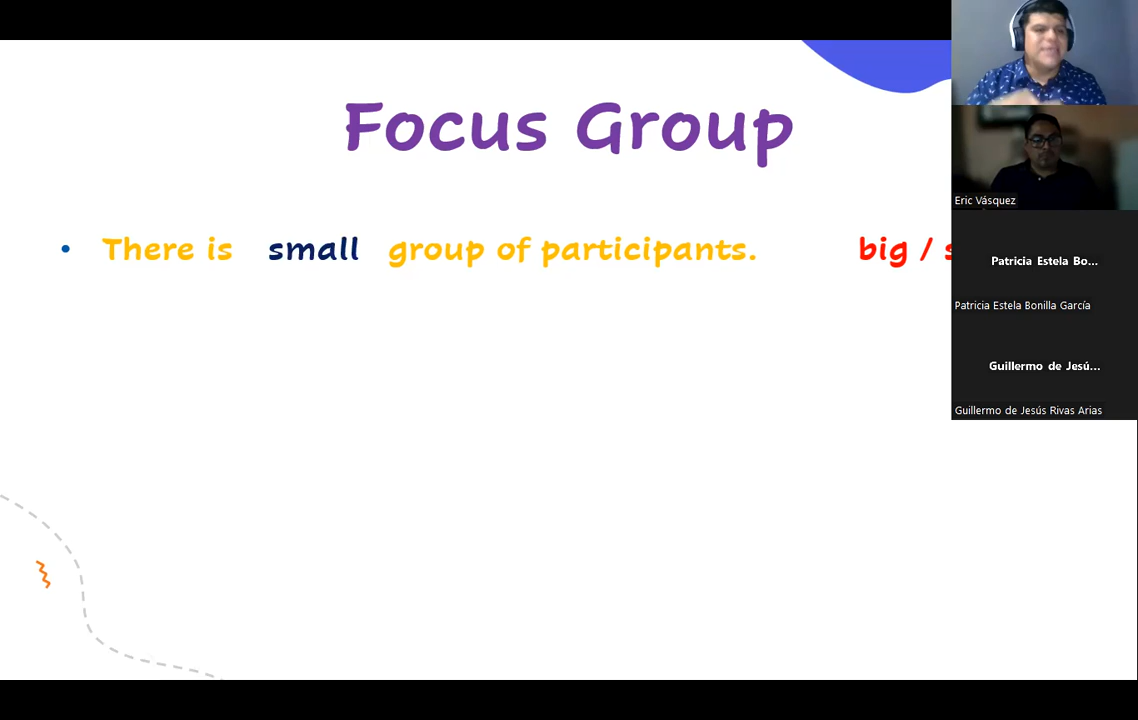 Focus Group
• There is small group of participants. big /
Eric Vásquez
Patricia Estela Bo...
Patricia Estela Bonilla García
Guillermo de Jesú...
Guillermo de Jesús Rivas Arias